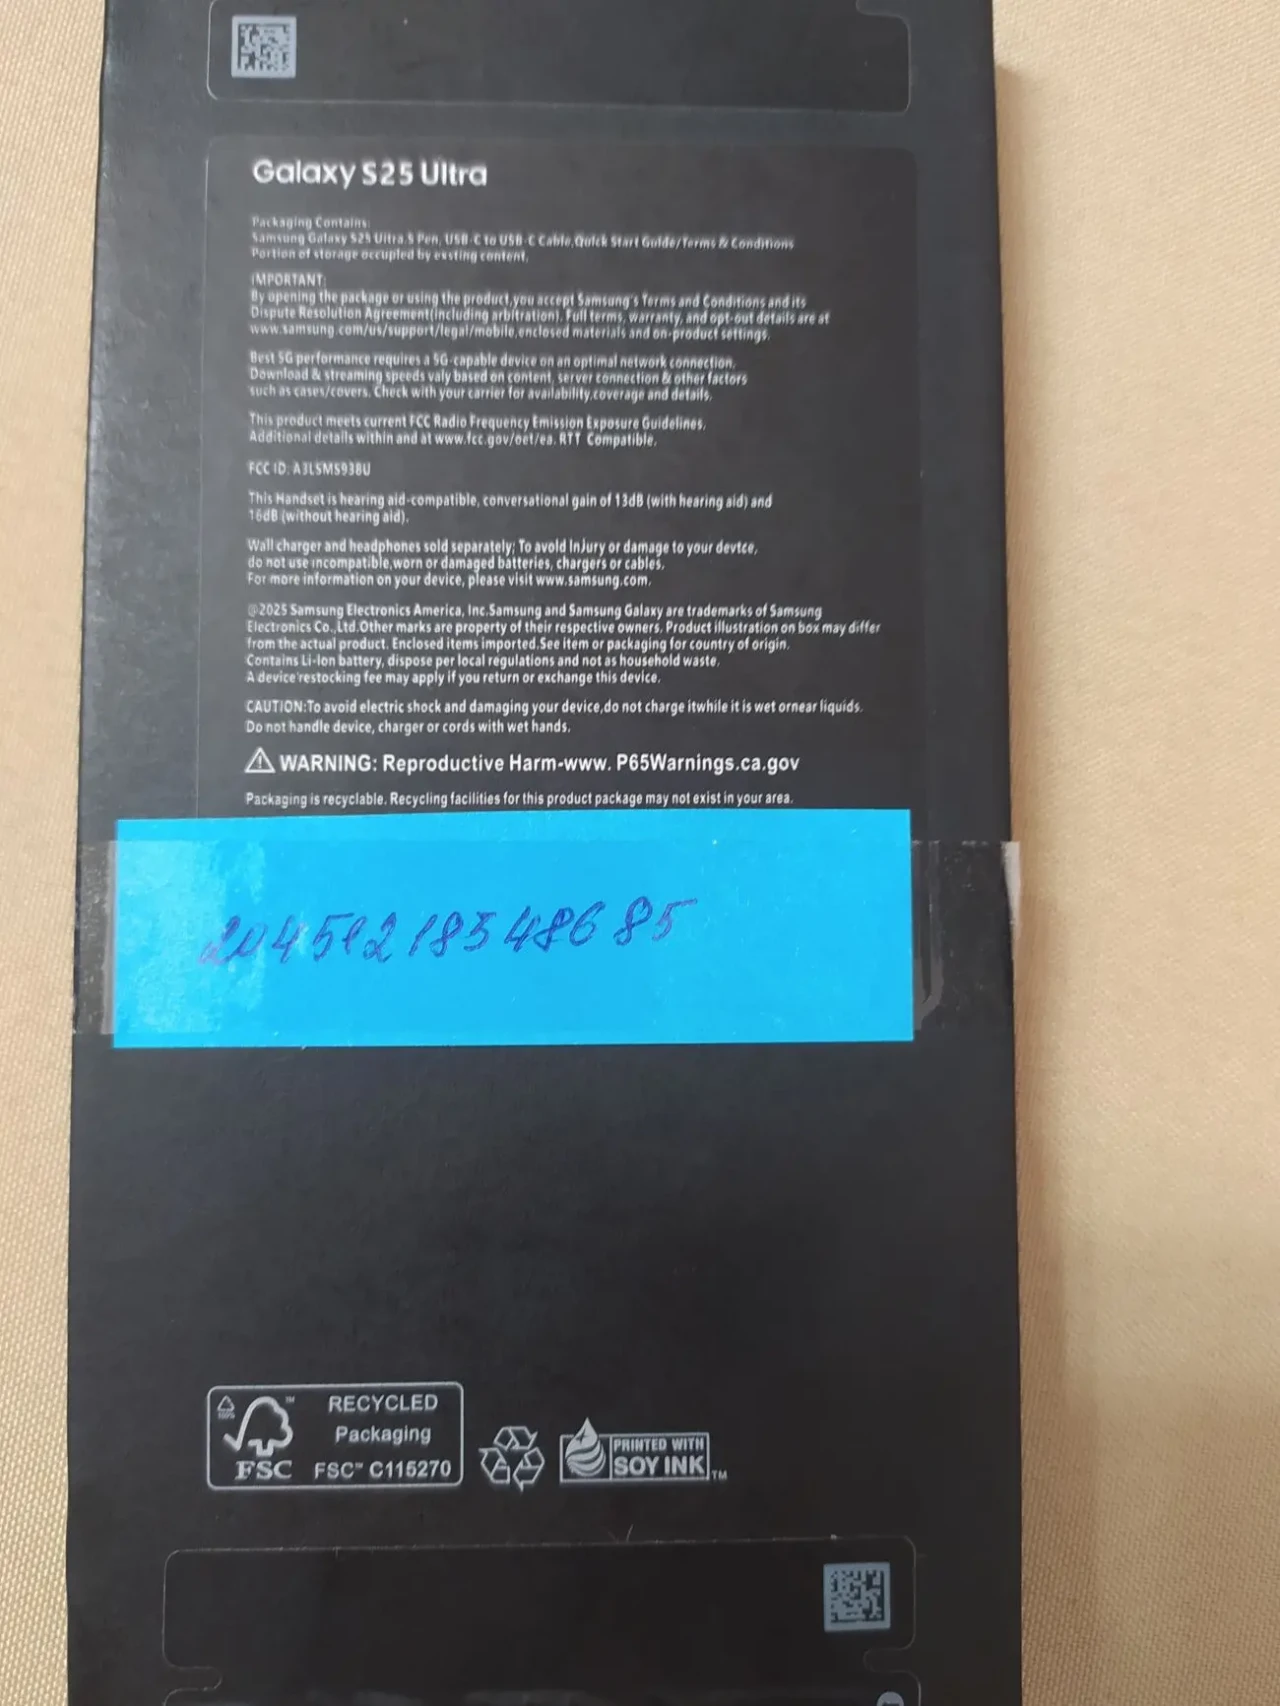 Galaxy S25 Ultra
Packaging Contains:
Samsung Galaxy S25 Ultra.S Pen, USB-C to USB-C Cable,Quick Start Guide/Terms & Conditions
Portion of storage occupied by exsting content.
IMPORTANT:
By opening the package or using the product,you accept Samsung's Terms and Conditions and its
Dispute Resolution Agreement(including arbitration). Full terms, warranty, and opt-out details are at
www.samsung.com/us/support/legal/mobile,enclosed materials and on-product settings.
Best 5G performance requires a 5G-capable device on an optimal network connection.
Download & streaming speeds valy based on content, server connection & other factors
such as cases/covers. Check with your carrier for availability,coverage and details.
This product meets current FCC Radio Frequency Emission Exposure Guidelines.
Additional details within and at www.fcc.gov/oet/ea. RTT Compatible.
FCC ID: A3LSMS938U
This Handset is hearing aid-compatible, conversational gain of 13dB (with hearing aid) and
16dB (without hearing aid).
Wall charger and headphones sold separately; To avoid InJury or damage to your devtce,
do not use incompatible,worn or damaged batteries, chargers or cables.
For more information on your device, please visit www.samsung.com.
@2025 Samsung Electronics America, Inc.Samsung and Samsung Galaxy are trademarks of Samsung
Electronics Co.,Ltd.Other marks are property of their respective owners. Product illustration on box may differ
from the actual product. Enclosed items imported.See item or packaging for country of origin.
Contains Li-Ion battery, dispose per local regulations and not as household waste.
A device restocking fee may apply if you return or exchange this device.
CAUTION:To avoid electric shock and damaging your device,do not charge itwhile it is wet ornear liquids.
Do not handle device, charger or cords with wet hands.
WARNING: Reproductive Harm-www. P65Warnings.ca.gov
Packaging is recyclable. Recycling facilities for this product package may not exist in your area.
20451218348685
100%
RECYCLED
Packaging
FSC™ C115270
FSC
PRINTED WITH
SOY INK™